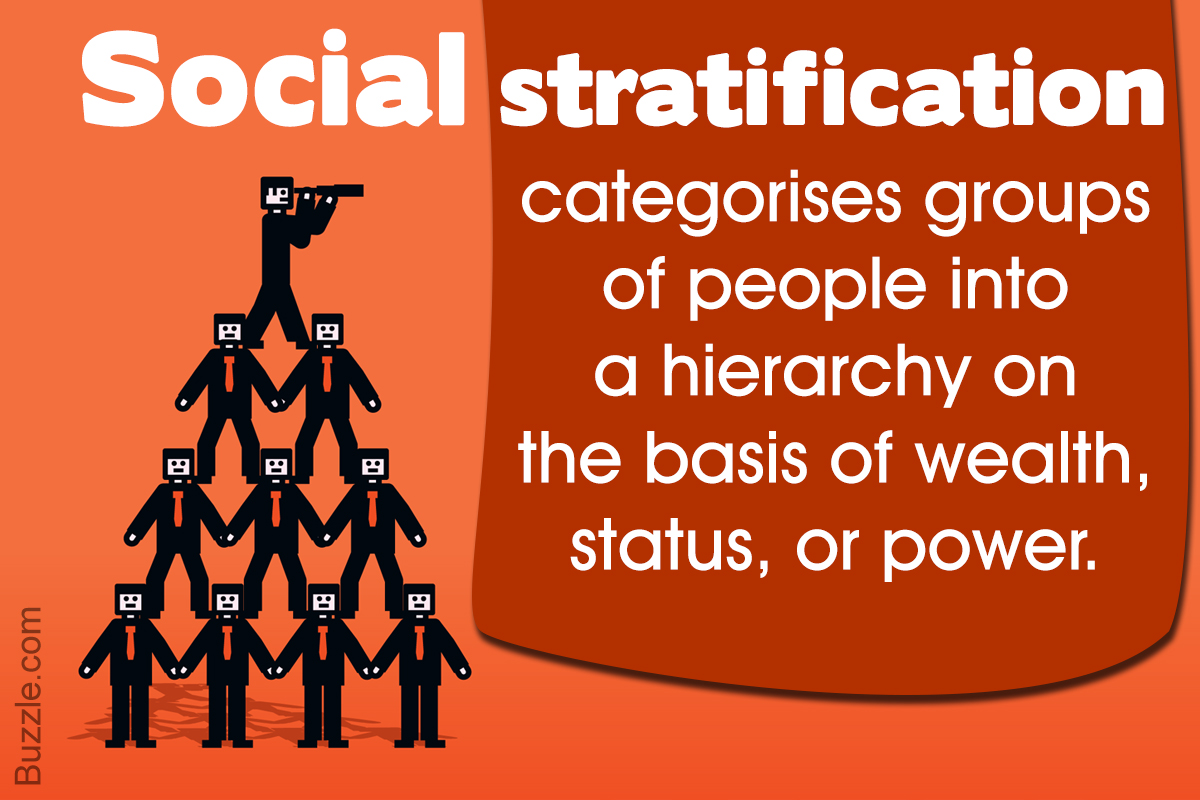 Social stratification
categorises groups
of people into
a hierarchy on
the basis of wealth,
status, or power.
Buzzle.com